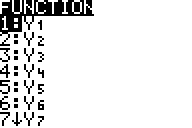 FUNCTION
1:Y₁
2:Y₂
3:Y₃
4:Y₄
5:Y₅
6:Y₆
7↓Y₇